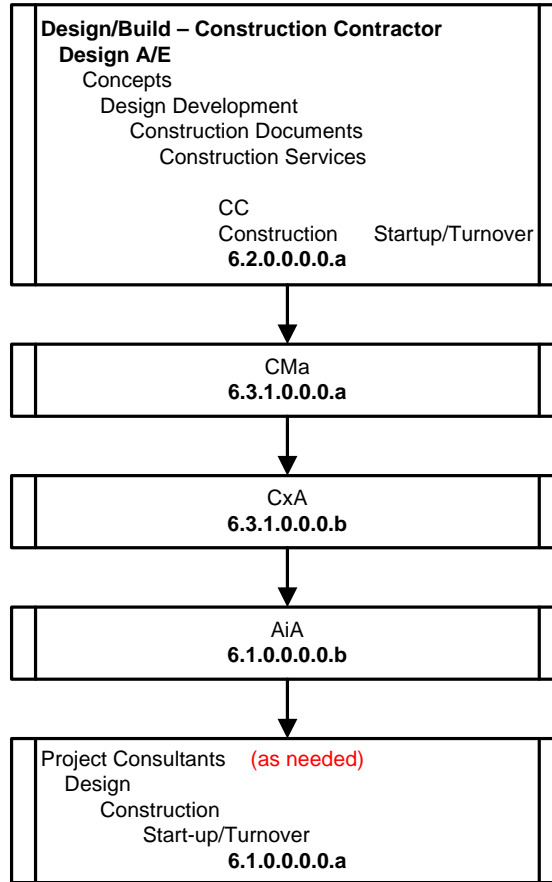 Design/Build – Construction Contractor
Design A/E
Concepts
Design Development
Construction Documents
Construction Services
CC
Construction Startup/Turnover
6.2.0.0.0.0.a
CMa
6.3.1.0.0.0.a
CxA
6.3.1.0.0.0.b
AiA
6.1.0.0.0.0.b
Project Consultants (as needed)
Design
Construction
Start-up/Turnover
6.1.0.0.0.0.a